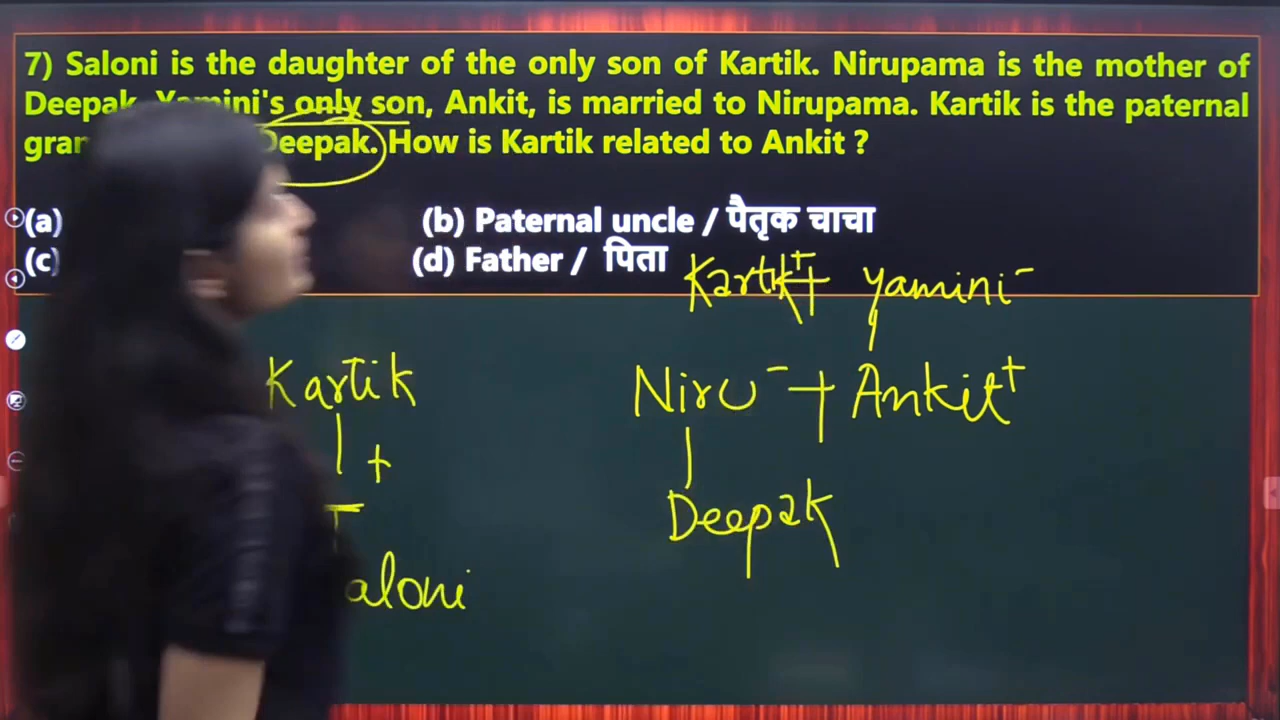 7) Saloni is the daughter of the only son of Kartik. Nirupama is the mother of
Deepak. Yamini's only son, Ankit, is married to Nirupama. Kartik is the paternal
Deepak. How is Kartik related to Ankit ?
(a)
(b) Paternal uncle / पैतृक चाचा
(c)
(d) Father / पिता
Kartik+ + Yamini-
Kartik
Niru- + Ankit+
+
Deepak
aloni